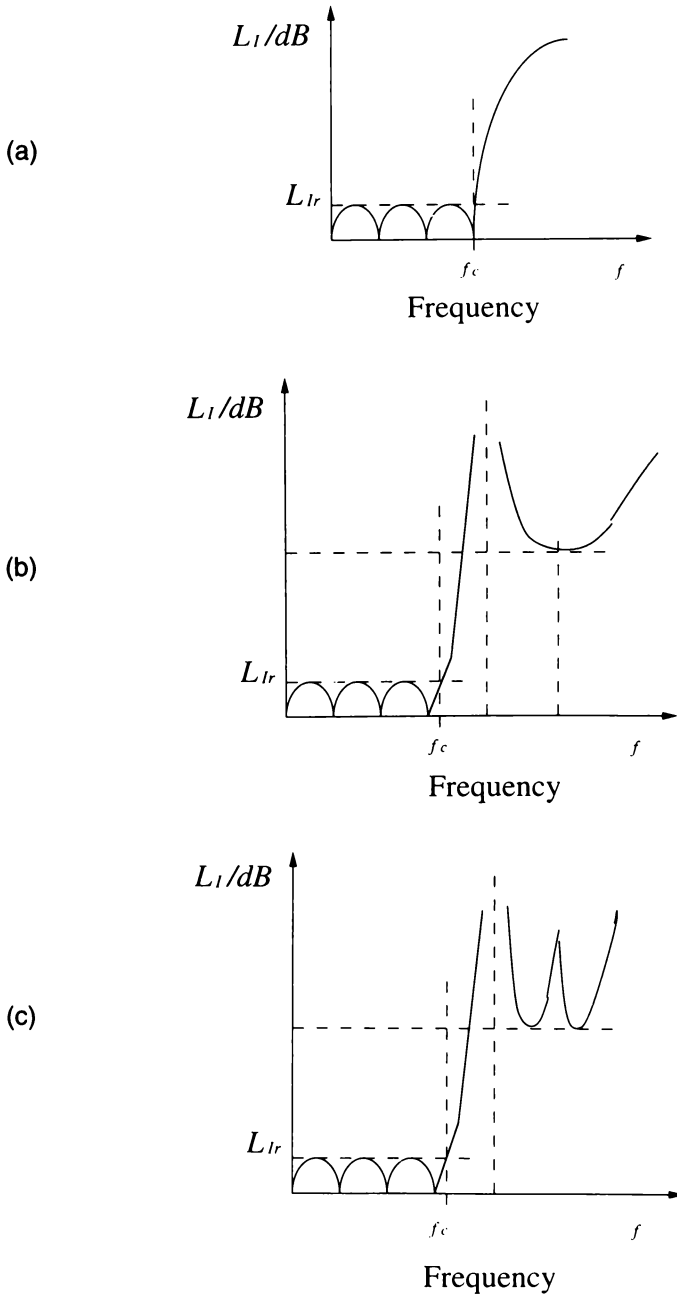 L_I/dB
(a)
L_Ir
f_c
f
Frequency
L_I/dB
(b)
L_Ir
f_c
f
Frequency
L_I/dB
(c)
L_Ir
f_c
f
Frequency